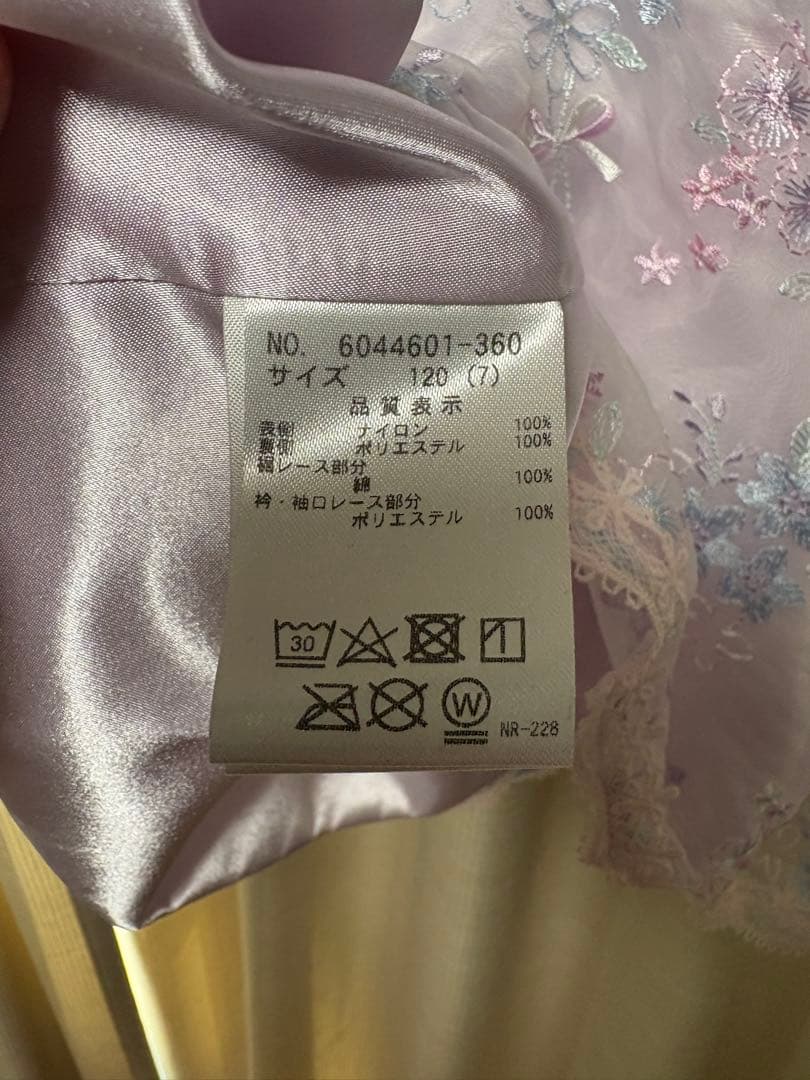 NO. 6044601-360
サイズ 120 (7)
品質表示
表側 ナイロン 100%
裏側 ポリエステル 100%
裾レース部分
綿 100%
衿・袖口レース部分
ポリエステル 100%
30
W
NR-228